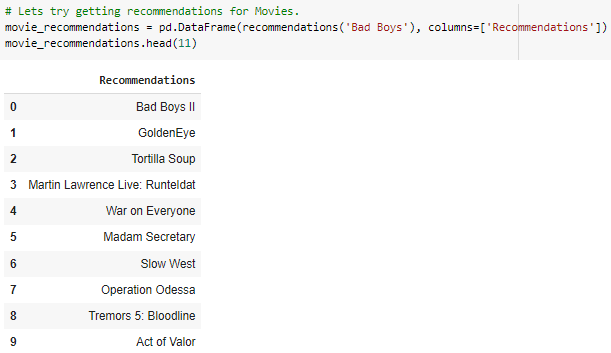 # Lets try getting recommendations for Movies.
movie_recommendations = pd.DataFrame(recommendations('Bad Boys'), columns=['Recommendations'])
movie_recommendations.head(11)
Recommendations
0 Bad Boys II
1 GoldenEye
2 Tortilla Soup
3 Martin Lawrence Live: Runteldat
4 War on Everyone
5 Madam Secretary
6 Slow West
7 Operation Odessa
8 Tremors 5: Bloodline
9 Act of Valor